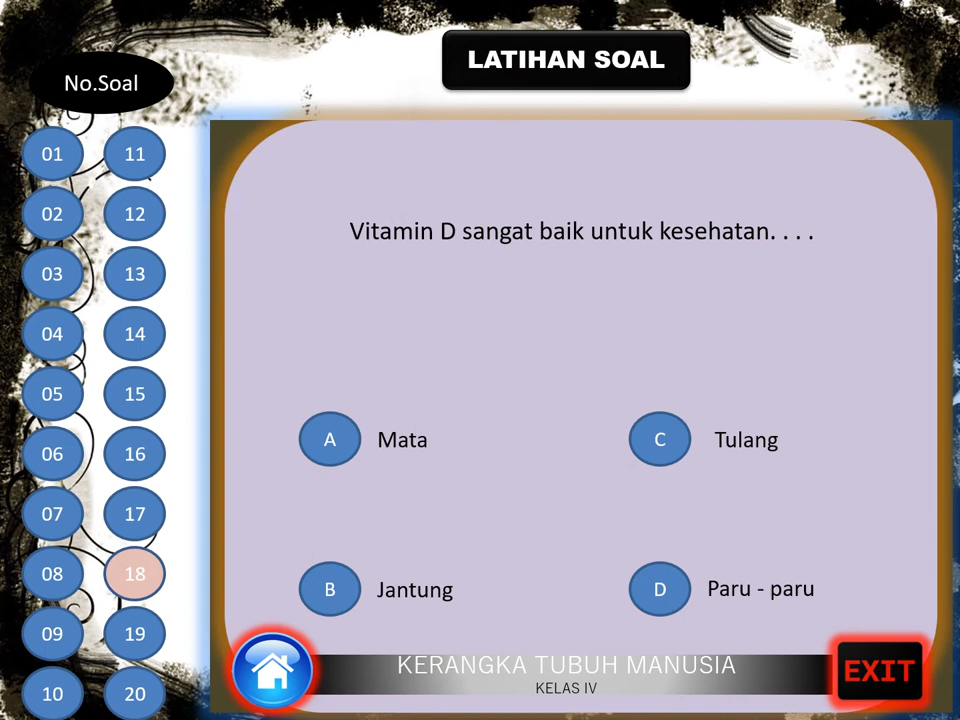 LATIHAN SOAL
No.Soal
01
11
02
12
03
13
04
14
05
15
06
16
07
17
08
18
09
19
10
20
Vitamin D sangat baik untuk kesehatan. . . .
A Mata
C Tulang
B Jantung
D Paru - paru
KERANGKA TUBUH MANUSIA
KELAS IV
EXIT